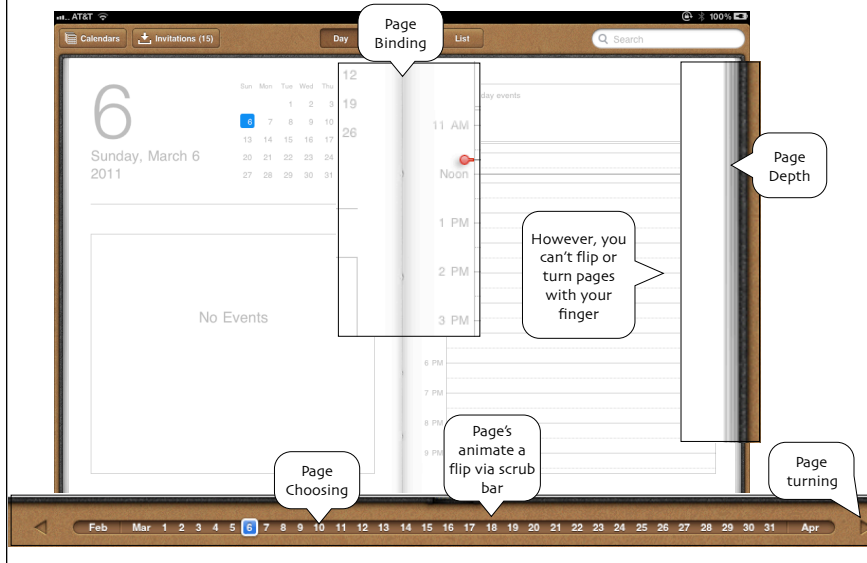 AT&T 100%
Calendars Invitations (15) Day List Search
Page
Binding
6
Sunday, March 6
2011
Sun Mon Tue Wed Thu
1 2 3
6 7 8 9 10
13 14 15 16 17
20 21 22 23 24
27 28 29 30 31
12
19
26
day events
11 AM
Noon
1 PM
2 PM
3 PM
6 PM
7 PM
8 PM
9 PM
No Events
Page
Depth
However, you
can't flip or
turn pages
with your
finger
Page
Choosing
Page's
animate a
flip via scrub
bar
Page
turning
Feb Mar 1 2 3 4 5 6 7 8 9 10 11 12 13 14 15 16 17 18 19 20 21 22 23 24 25 26 27 28 29 30 31 Apr